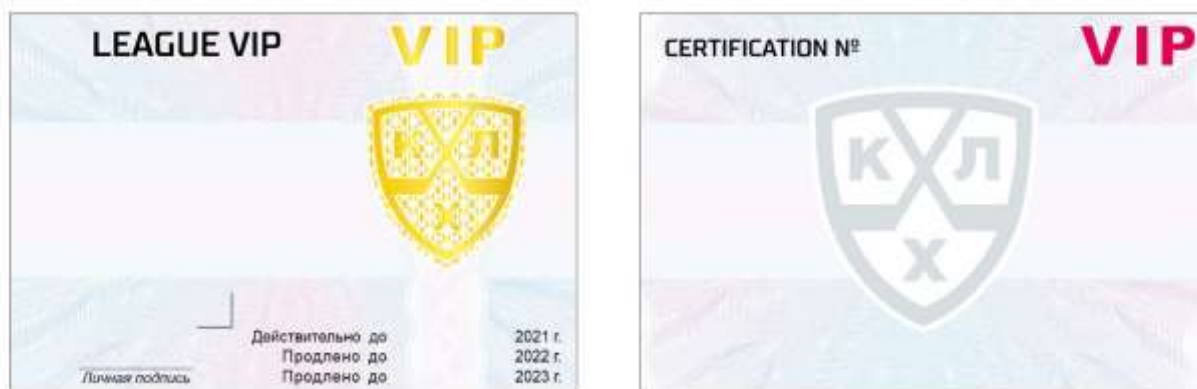 LEAGUE VIP
VIP
К Л
Х
Действительно до 2021 г.
Продлено до 2022 г.
Личная подпись
Продлено до 2023 г.
CERTIFICATION №
VIP
К Л
Х